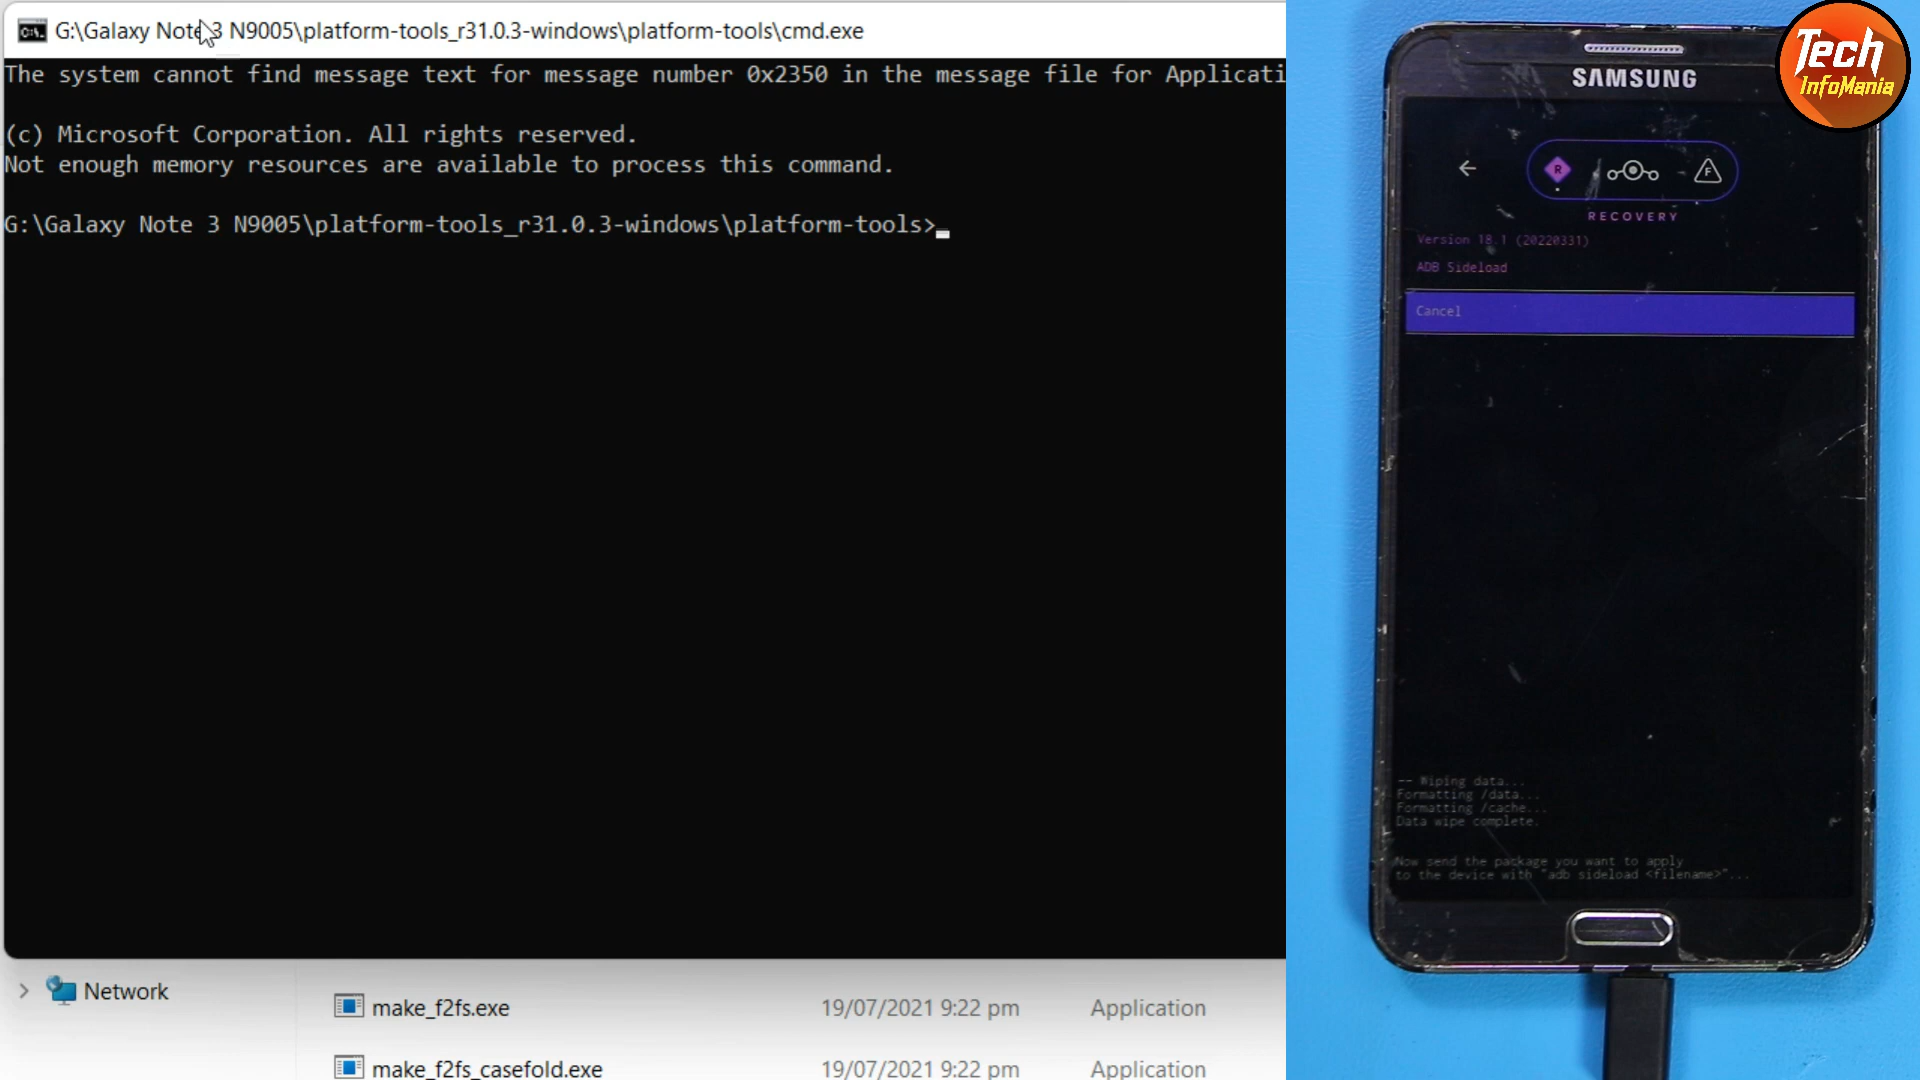 G:\Galaxy Note 3 N9005\platform-tools_r31.0.3-windows\platform-tools\cmd.exe
The system cannot find message text for message number 0x2350 in the message file for Applicati
(c) Microsoft Corporation. All rights reserved.
Not enough memory resources are available to process this command.
G:\Galaxy Note 3 N9005\platform-tools_r31.0.3-windows\platform-tools>
Network
make_f2fs.exe 19/07/2021 9:22 pm Application
make_f2fs_casefold.exe 19/07/2021 9:22 pm Application
Tech
InfoMania
SAMSUNG
R
F
RECOVERY
Version 18.1 (20220331)
ADB Sideload
Cancel
-- Wiping data...
Formatting /data...
Formatting /cache...
Data wipe complete.
Now send the package you want to apply
to the device with "adb sideload <filename>"...